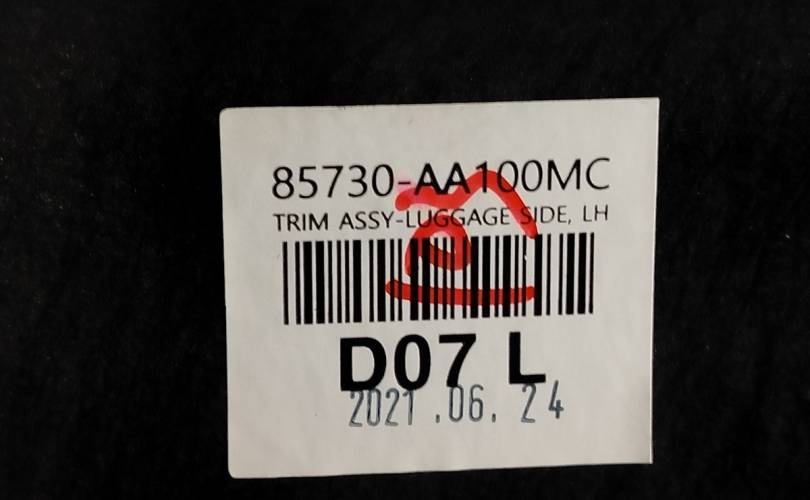 85730-AA100MC
TRIM ASSY-LUGGAGE SIDE, LH
D07 L
2021.06.24